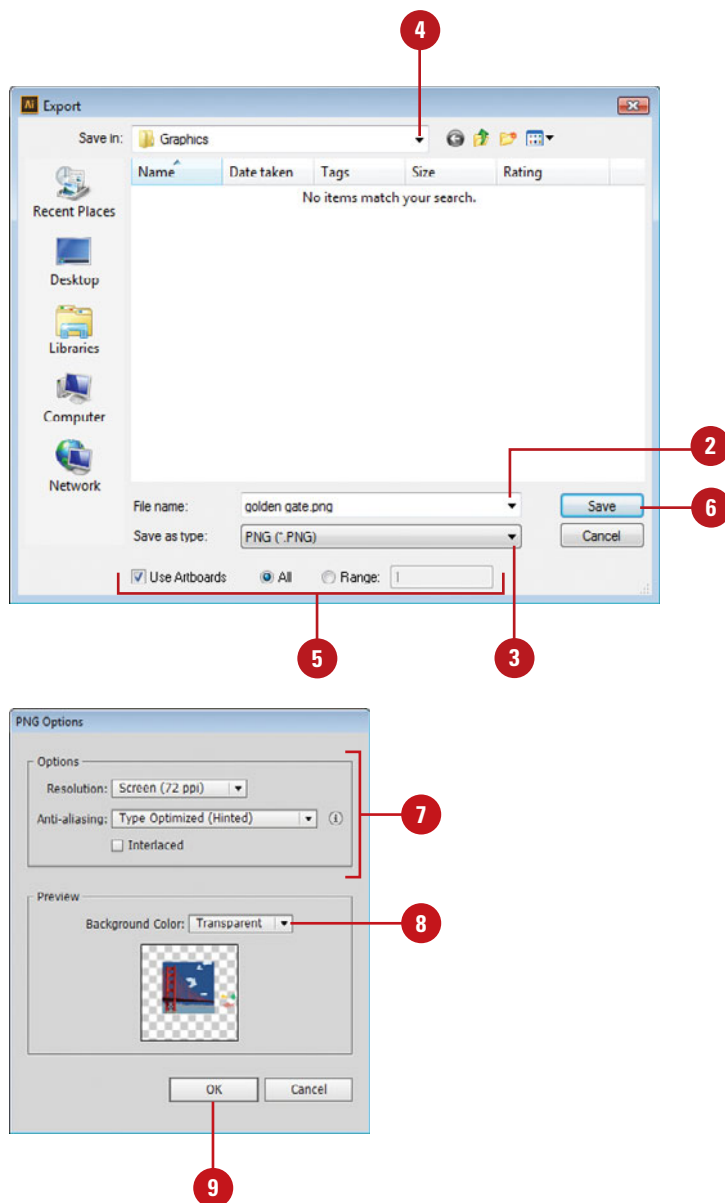 4
Ai Export
Save in: Graphics
Name Date taken Tags Size Rating
No items match your search.
Recent Places
Desktop
Libraries
Computer
Network
2
File name: golden gate.png Save
6
Save as type: PNG (*.PNG) Cancel
Use Artboards All Range: 1
5
3
PNG Options
Options
Resolution: Screen (72 ppi)
Anti-aliasing: Type Optimized (Hinted)
7
Interlaced
Preview
Background Color: Transparent
8
OK Cancel
9